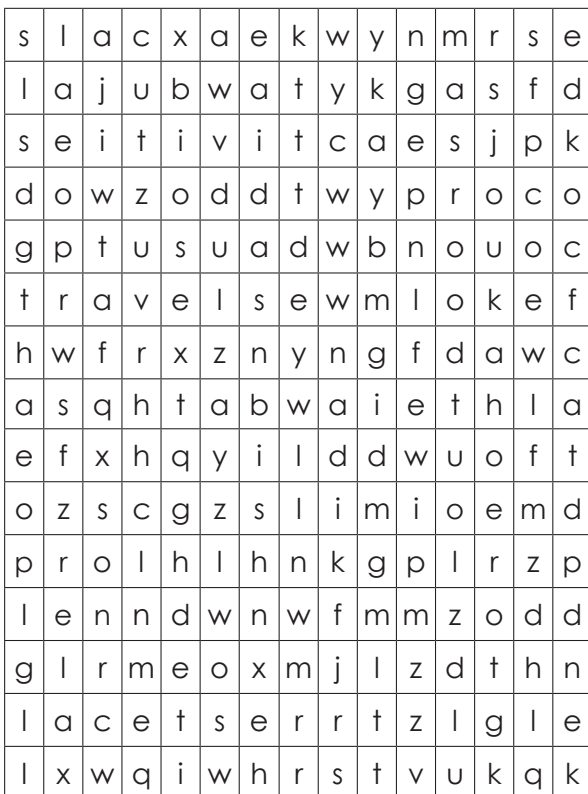 s l a c x a e k w y n m r s e
l a j u b w a t y k g a s f d
s e i t i v i t c a e s j p k
d o w z o d d t w y p r o c o
g p t u s u a d w b n o u o c
t r a v e l s e w m l o k e f
h w f r x z n y n g f d a w c
a s q h t a b w a i e t h l a
e f x h q y i l d d w u o f t
o z s c g z s l i m i o e m d
p r o l h l h n k g p l r z p
l e n n d w n w f m m z o d d
g l r m e o x m j l z d t h n
l a c e t s e r r t z l g l e
l x w q i w h r s t v u k q k